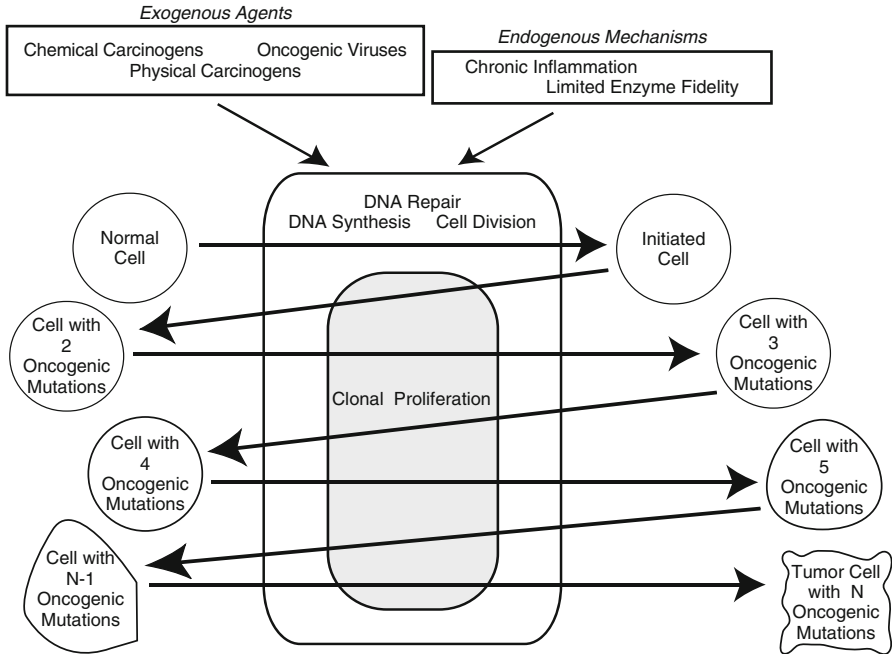 Exogenous Agents
Chemical Carcinogens Oncogenic Viruses
Physical Carcinogens
Endogenous Mechanisms
Chronic Inflammation
Limited Enzyme Fidelity
DNA Repair
DNA Synthesis Cell Division
Normal
Cell
Initiated
Cell
Cell with
2
Oncogenic
Mutations
Cell with
3
Oncogenic
Mutations
Clonal Proliferation
Cell with
4
Oncogenic
Mutations
Cell with
5
Oncogenic
Mutations
Cell with
N-1
Oncogenic
Mutations
Tumor Cell
with N
Oncogenic
Mutations